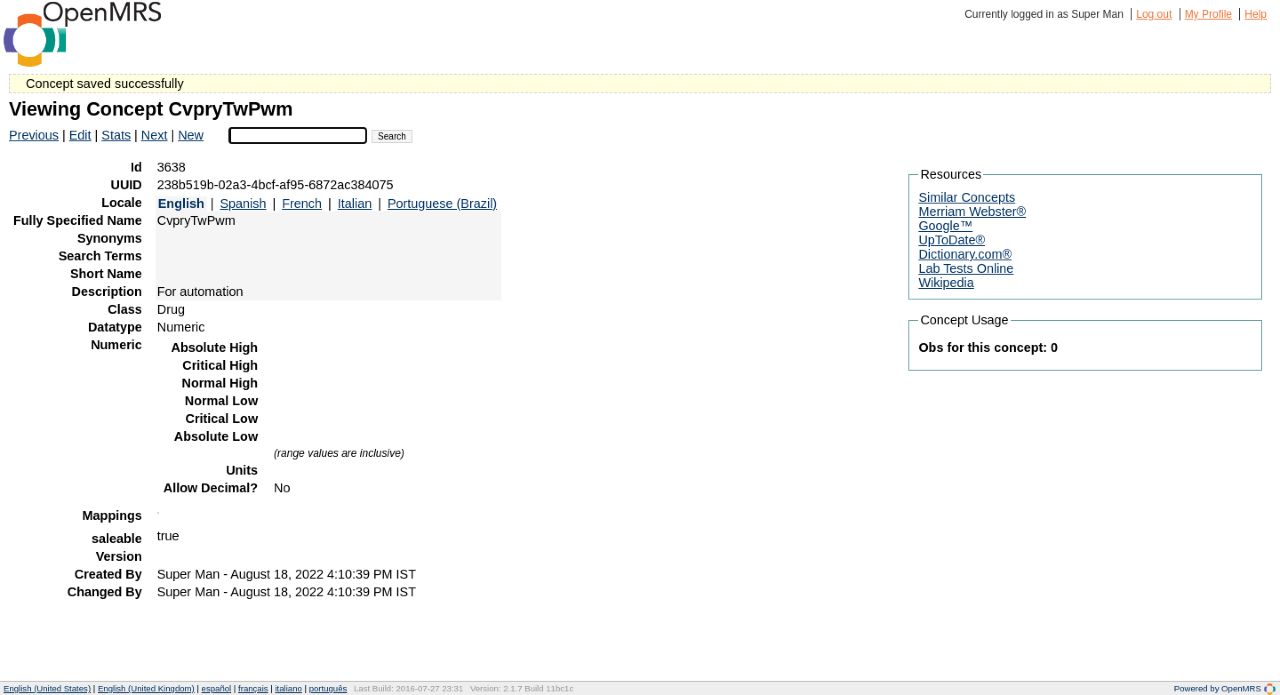 OpenMRS
Currently logged in as Super Man | Log out | My Profile | Help
Concept saved successfully
Viewing Concept CvpryTwPwm
Previous | Edit | Stats | Next | New Search
Id 3638
UUID 238b519b-02a3-4bcf-af95-6872ac384075
Locale English | Spanish | French | Italian | Portuguese (Brazil)
Fully Specified Name CvpryTwPwm
Synonyms
Search Terms
Short Name
Description For automation
Class Drug
Datatype Numeric
Numeric
Absolute High
Critical High
Normal High
Normal Low
Critical Low
Absolute Low
(range values are inclusive)
Units
Allow Decimal? No
Mappings
saleable true
Version
Created By Super Man - August 18, 2022 4:10:39 PM IST
Changed By Super Man - August 18, 2022 4:10:39 PM IST
Resources
Similar Concepts
Merriam Webster®
Google™
UpToDate®
Dictionary.com®
Lab Tests Online
Wikipedia
Concept Usage
Obs for this concept: 0
English (United States) | English (United Kingdom) | español | français | italiano | português Last Build: 2016-07-27 23:31 Version: 2.1.7 Build 11bc1c
Powered by OpenMRS